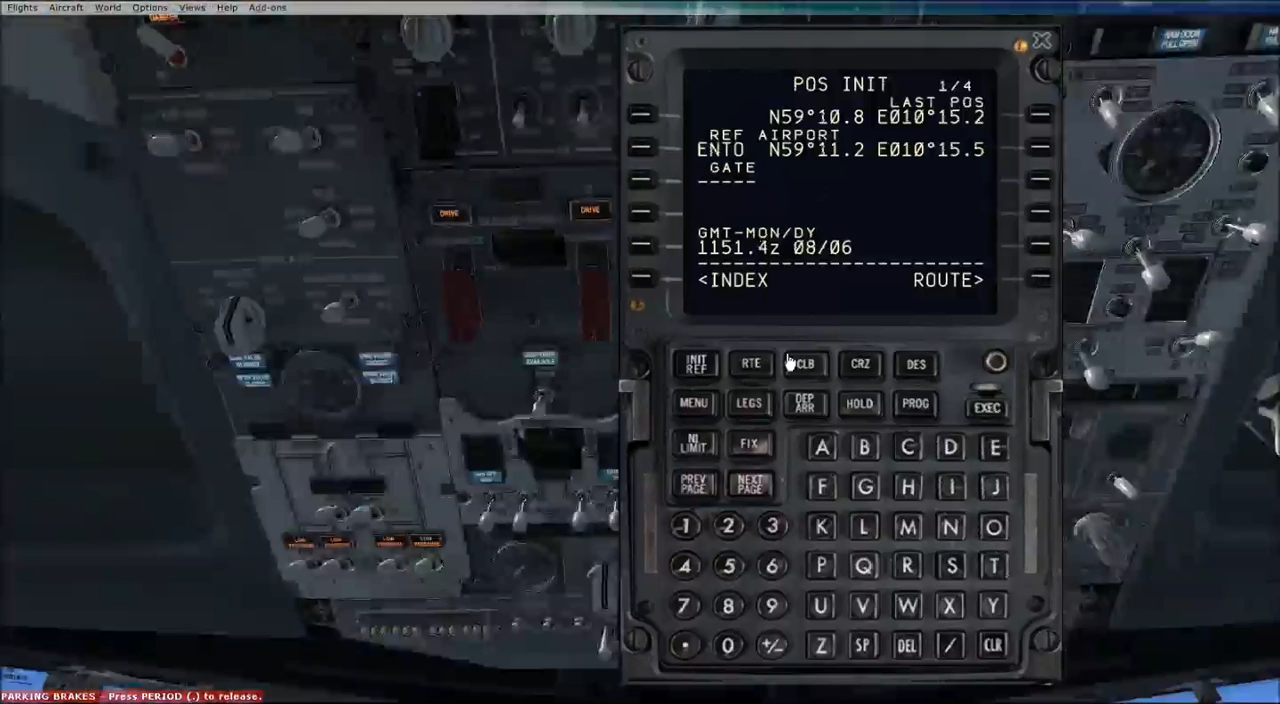 Flights Aircraft World Options Views Help Add-ons
POS INIT 1/4
LAST POS
N59°10.8 E010°15.2
REF AIRPORT
ENTO N59°11.2 E010°15.5
GATE
-----
GMT-MON/DY
1151.4z 08/06
<INDEX ROUTE>
INIT REF RTE CLB CRZ DES
MENU LEGS DEP ARR HOLD PROG EXEC
N1 LIMIT FIX A B C D E
PREV PAGE NEXT PAGE F G H I J
1 2 3 K L M N O
4 5 6 P Q R S T
7 8 9 U V W X Y
. 0 +/- Z SP DEL / CLR
DRIVE DRIVE
PARKING BRAKES - Press PERIOD (.) to release.